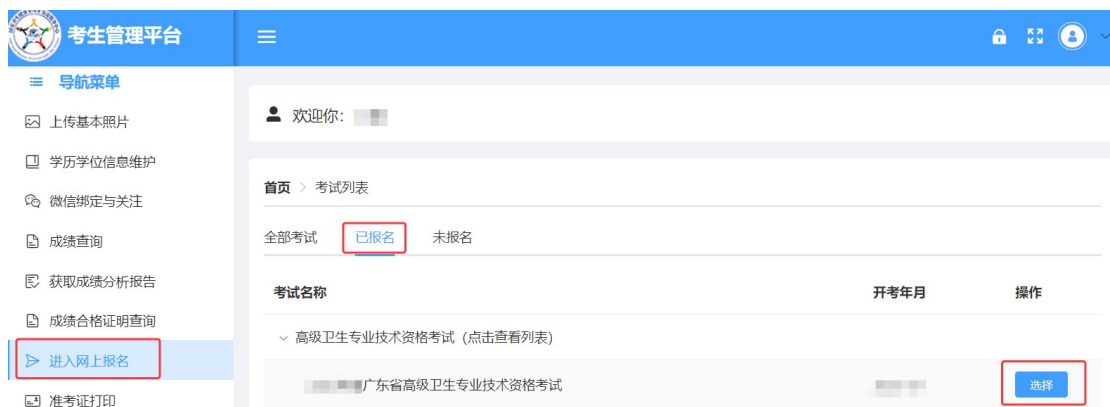 考生管理平台
导航菜单
上传基本照片
学历学位信息维护
微信绑定与关注
成绩查询
获取成绩分析报告
成绩合格证明查询
进入网上报名
准考证打印
欢迎你：
首页 > 考试列表
全部考试 已报名 未报名
考试名称 开考年月 操作
高级卫生专业技术资格考试（点击查看列表）
广东省高级卫生专业技术资格考试 选择